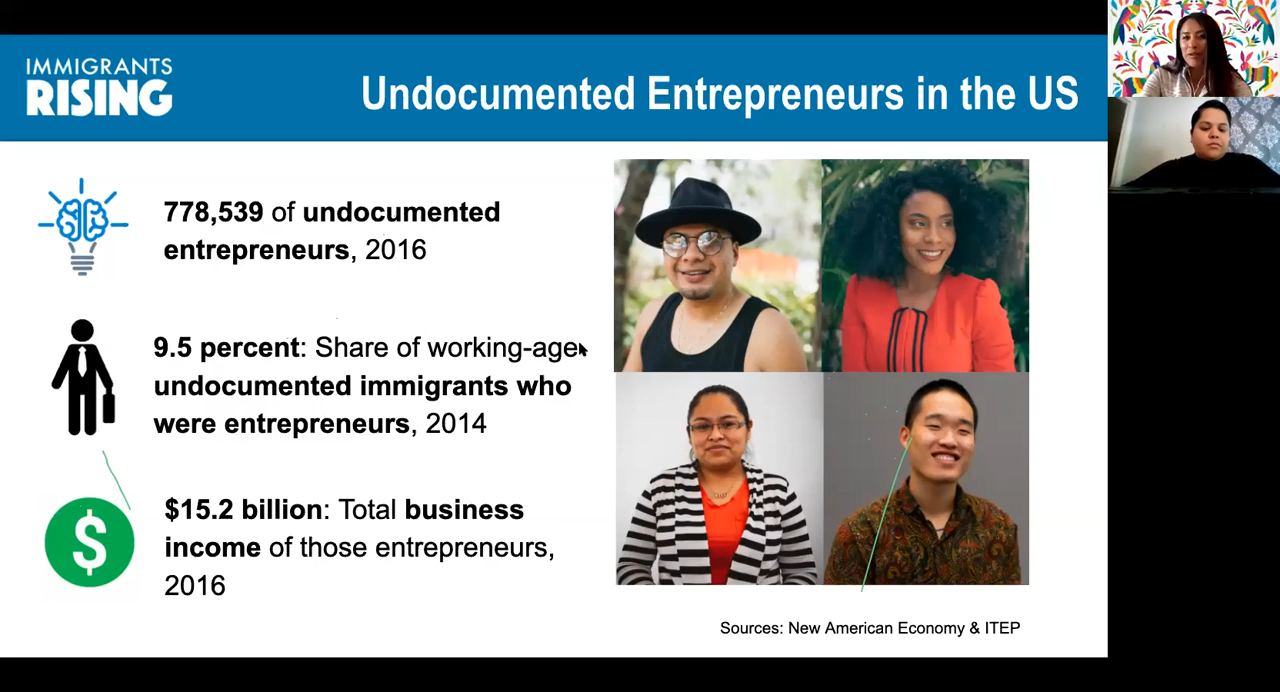 IMMIGRANTS
RISING
Undocumented Entrepreneurs in the US
778,539 of undocumented
entrepreneurs, 2016
9.5 percent: Share of working-age
undocumented immigrants who
were entrepreneurs, 2014
$
$15.2 billion: Total business
income of those entrepreneurs,
2016
Sources: New American Economy & ITEP